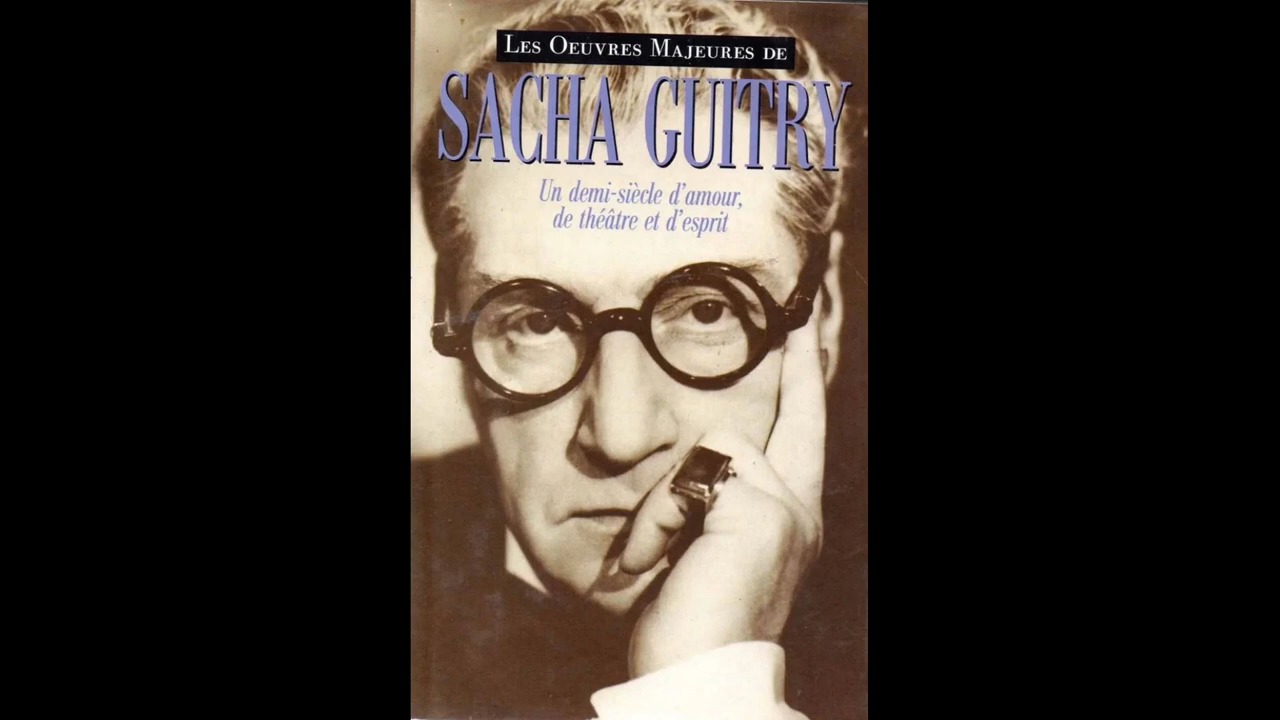 Les Oeuvres Majeures de
SACHA GUITRY
Un demi-siècle d'amour,
de théâtre et d'esprit